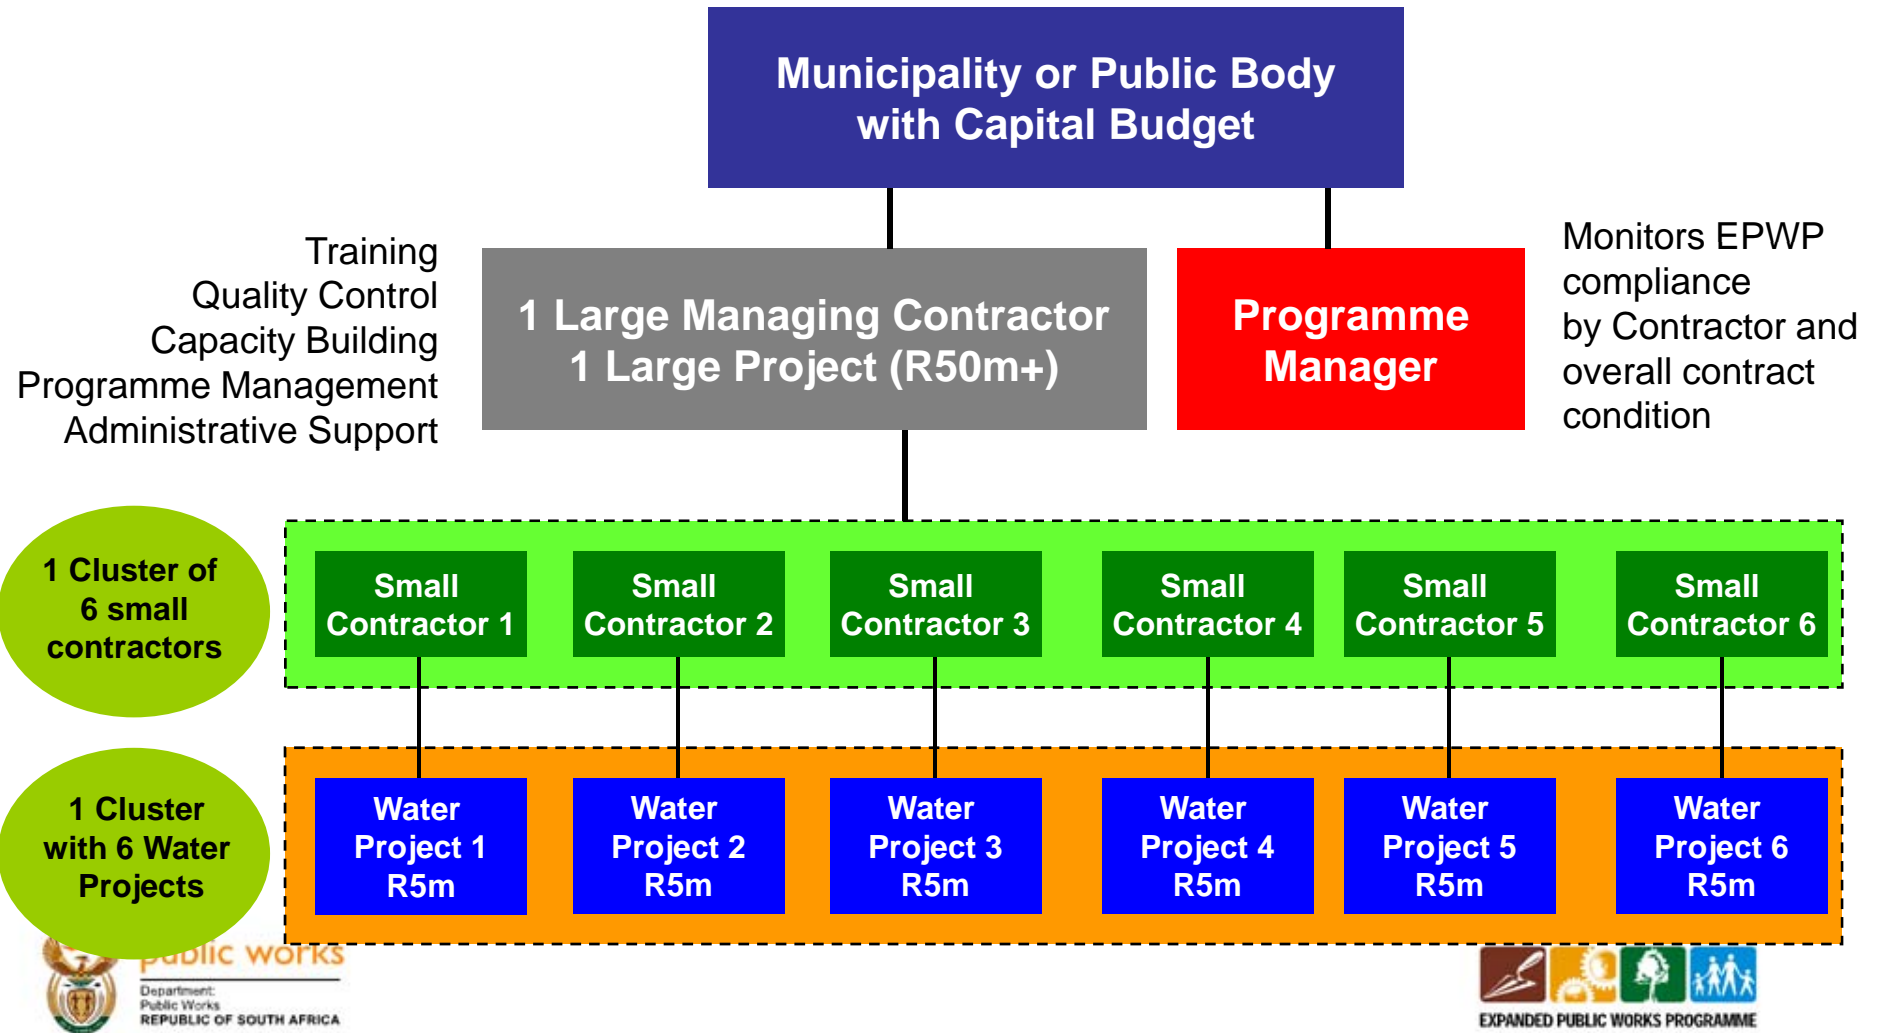 Municipality or Public Body
with Capital Budget
Training
Quality Control
Capacity Building
Programme Management
Administrative Support
1 Large Managing Contractor
1 Large Project (R50m+)
Programme
Manager
Monitors EPWP
compliance
by Contractor and
overall contract
condition
1 Cluster of
6 small
contractors
Small
Contractor 1
Small
Contractor 2
Small
Contractor 3
Small
Contractor 4
Small
Contractor 5
Small
Contractor 6
1 Cluster
with 6 Water
Projects
Water
Project 1
R5m
Water
Project 2
R5m
Water
Project 3
R5m
Water
Project 4
R5m
Water
Project 5
R5m
Water
Project 6
R5m
public works
Department:
Public Works
REPUBLIC OF SOUTH AFRICA
EXPANDED PUBLIC WORKS PROGRAMME